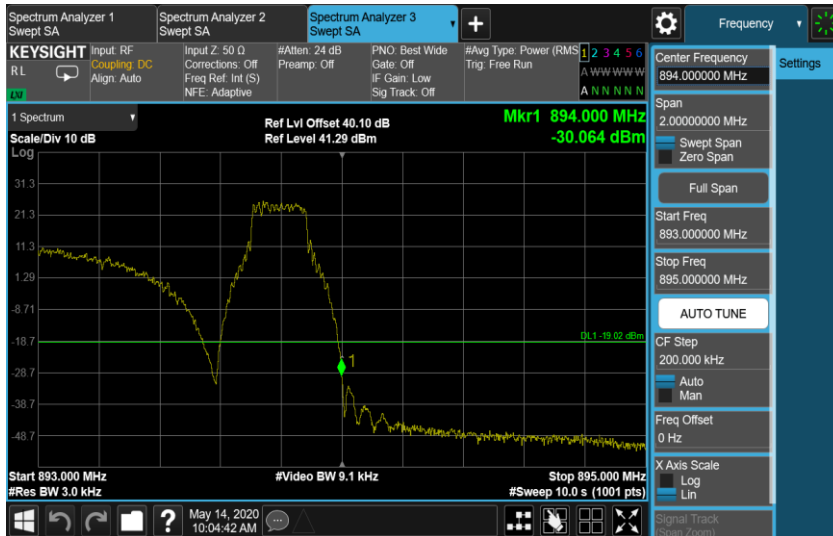 Spectrum Analyzer 1
Swept SA
Spectrum Analyzer 2
Swept SA
Spectrum Analyzer 3
Swept SA
Frequency
KEYSIGHT
RL
LXI
Input: RF
Coupling: DC
Align: Auto
Input Z: 50 Ω
Corrections: Off
Freq Ref: Int (S)
NFE: Adaptive
#Atten: 24 dB
Preamp: Off
PNO: Best Wide
Gate: Off
IF Gain: Low
Sig Track: Off
#Avg Type: Power (RMS
Trig: Free Run
1 2 3 4 5 6
A W W W W W
A N N N N N
1 Spectrum
Scale/Div 10 dB
Ref Lvl Offset 40.10 dB
Ref Level 41.29 dBm
Mkr1 894.000 MHz
-30.064 dBm
Log
31.3
21.3
11.3
1.29
-8.71
-18.7
-28.7
-38.7
-48.7
DL1 -19.02 dBm
1
Start 893.000 MHz
#Res BW 3.0 kHz
#Video BW 9.1 kHz
Stop 895.000 MHz
#Sweep 10.0 s (1001 pts)
May 14, 2020
10:04:42 AM
Center Frequency
894.000000 MHz
Span
2.00000000 MHz
Swept Span
Zero Span
Full Span
Start Freq
893.000000 MHz
Stop Freq
895.000000 MHz
AUTO TUNE
CF Step
200.000 kHz
Auto
Man
Freq Offset
0 Hz
X Axis Scale
Log
Lin
Signal Track
(Span Zoom)
Settings